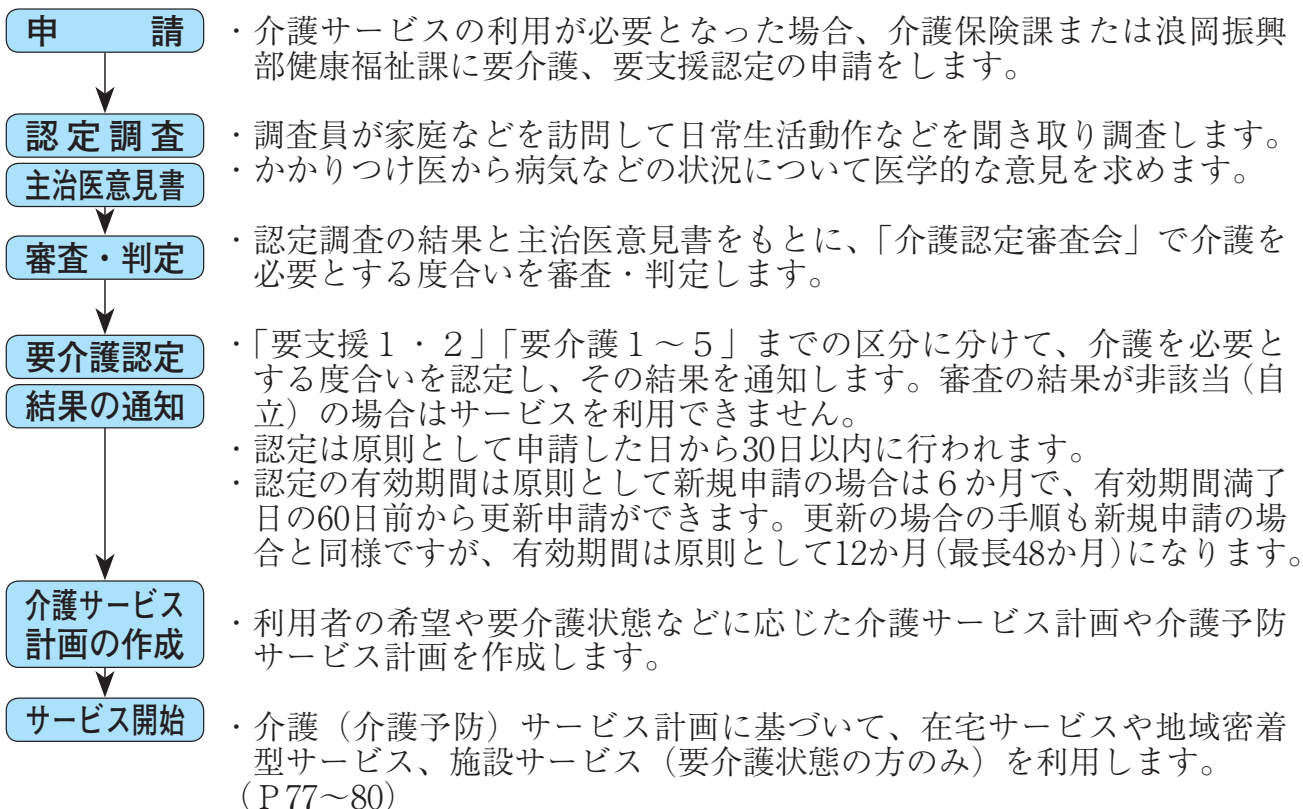 申　　請
・介護サービスの利用が必要となった場合、介護保険課または浪岡振興
部健康福祉課に要介護、要支援認定の申請をします。
認定調査
・調査員が家庭などを訪問して日常生活動作などを聞き取り調査します。
主治医意見書
・かかりつけ医から病気などの状況について医学的な意見を求めます。
審査・判定
・認定調査の結果と主治医意見書をもとに、「介護認定審査会」で介護を
必要とする度合いを審査・判定します。
要介護認定
結果の通知
・「要支援１・２」「要介護１～５」までの区分に分けて、介護を必要と
する度合いを認定し、その結果を通知します。審査の結果が非該当（自
立）の場合はサービスを利用できません。
・認定は原則として申請した日から30日以内に行われます。
・認定の有効期間は原則として新規申請の場合は６か月で、有効期間満了
日の60日前から更新申請ができます。更新の場合の手順も新規申請の場
合と同様ですが、有効期間は原則として12か月（最長48か月）になります。
介護サービス
計画の作成
・利用者の希望や要介護状態などに応じた介護サービス計画や介護予防
サービス計画を作成します。
サービス開始
・介護（介護予防）サービス計画に基づいて、在宅サービスや地域密着
型サービス、施設サービス（要介護状態の方のみ）を利用します。
（Ｐ77～80）